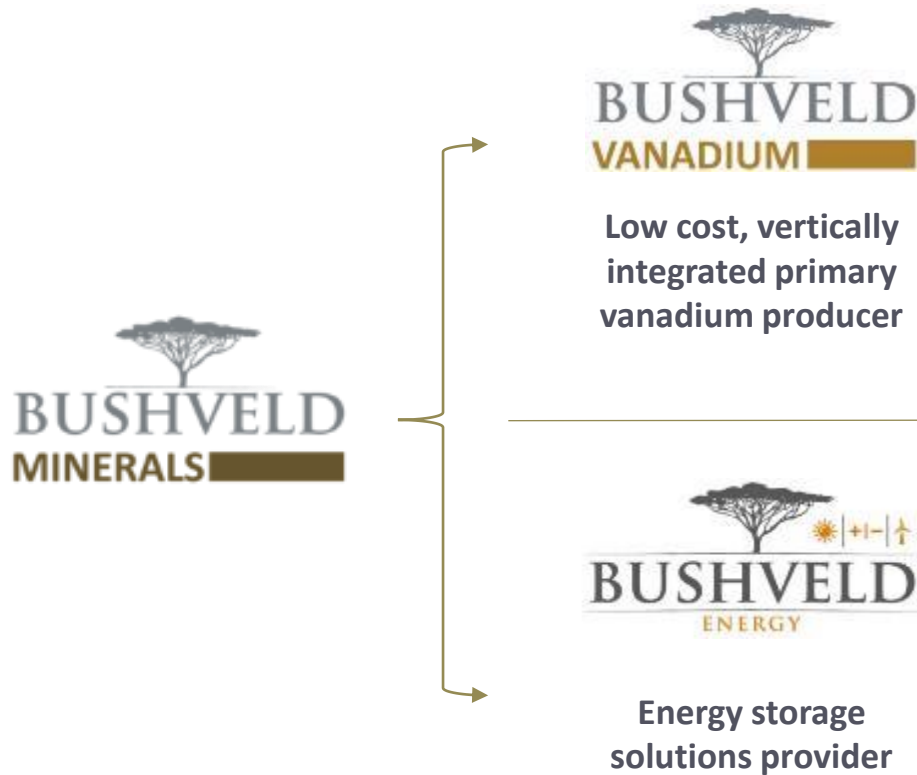 BUSHVELD
MINERALS
BUSHVELD
VANADIUM
Low cost, vertically
integrated primary
vanadium producer
BUSHVELD
ENERGY
Energy storage
solutions provider